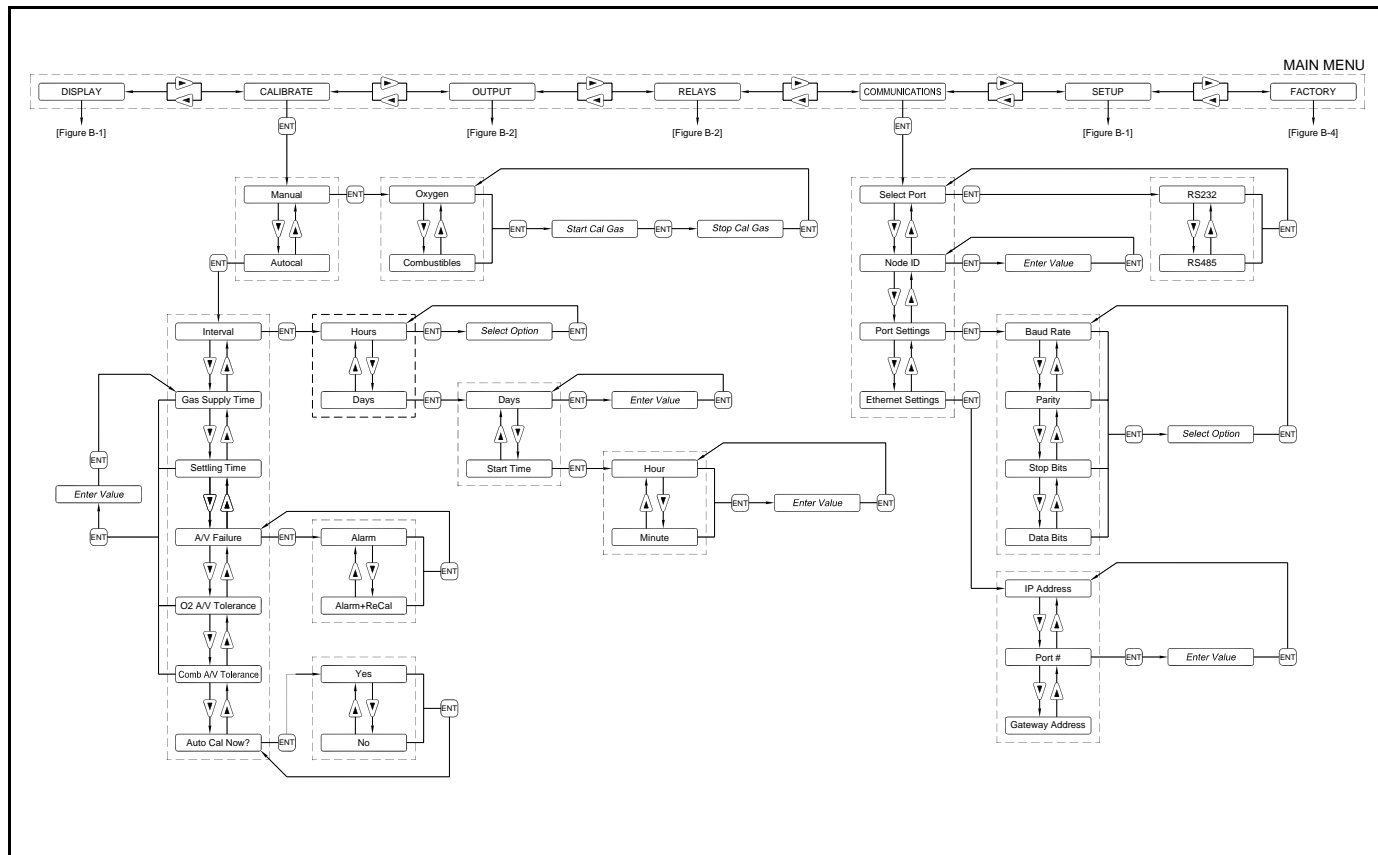 MAIN MENU
DISPLAY CALIBRATE OUTPUT RELAYS COMMUNICATIONS SETUP FACTORY
[Figure B-1] ENT [Figure B-2] [Figure B-2] ENT [Figure B-1] [Figure B-4]
Manual ENT Oxygen Select Port ENT RS232
ENT Start Cal Gas ENT Stop Cal Gas ENT ENT
ENT Autocal Combustibles Node ID ENT Enter Value ENT RS485
Interval ENT Hours ENT Select Option ENT Port Settings ENT Baud Rate
Gas Supply Time Days ENT Days ENT Enter Value ENT Ethernet Settings ENT Parity
ENT Select Option ENT
ENT Settling Time Start Time ENT Hour Stop Bits
Enter Value ENT Enter Value ENT
ENT A/V Failure ENT Alarm Minute Data Bits
ENT
IP Address
O2 A/V Tolerance Alarm+ReCal
Port # ENT Enter Value ENT
Comb A/V Tolerance Yes
ENT
Gateway Address
Auto Cal Now? ENT No